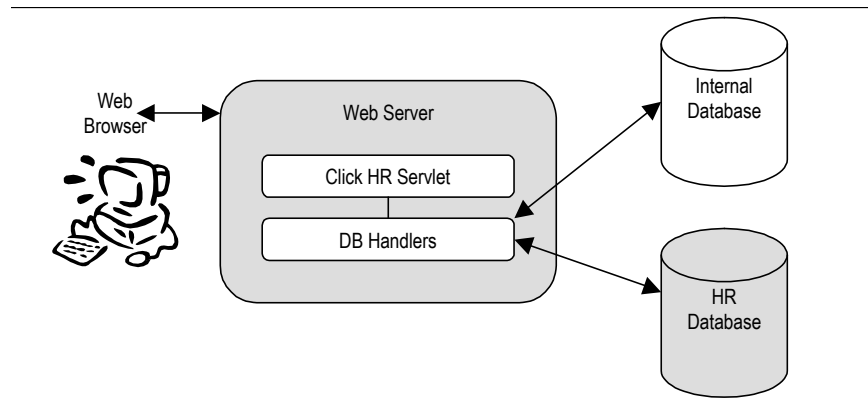 Web
Browser
Web Server
Click HR Servlet
DB Handlers
Internal
Database
HR
Database